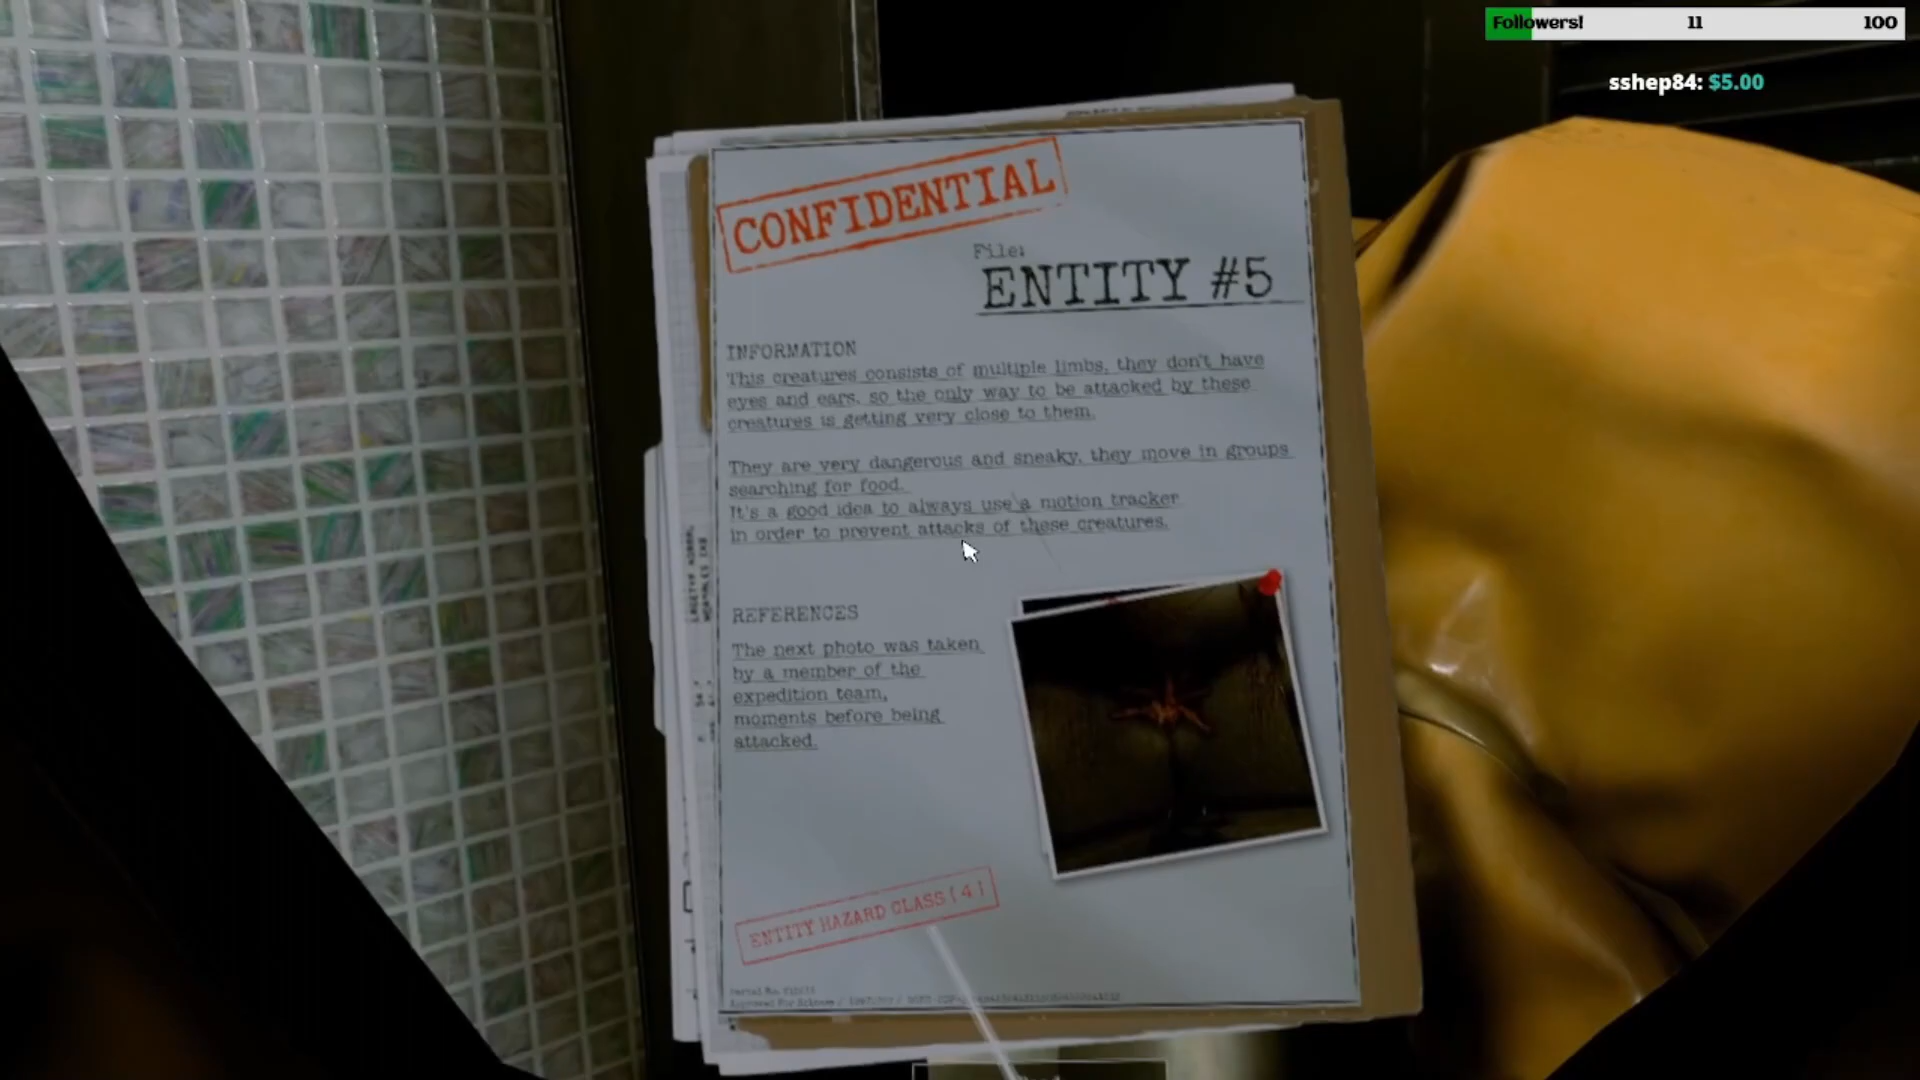 Followers! 11 100
sshep84: $5.00
CONFIDENTIAL
File:
ENTITY #5
INFORMATION
This creatures consists of multiple limbs, they don't have
eyes and ears, so the only way to be attacked by these
creatures is getting very close to them.
They are very dangerous and sneaky, they move in groups
searching for food.
It's a good idea to always use a motion tracker
in order to prevent attacks of these creatures.
REFERENCES
The next photo was taken
by a member of the
expedition team,
moments before being
attacked.
ENTITY HAZARD CLASS [ 4 ]